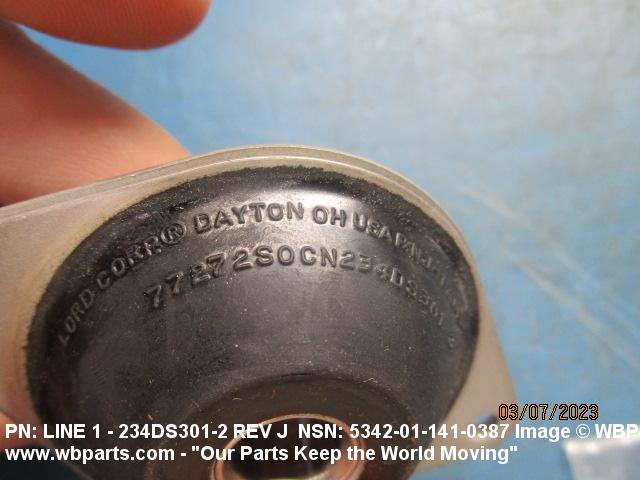 LORD CORP.® DAYTON OH USA
77272SOCN234DS301
03/07/2023
PN: LINE 1 - 234DS301-2 REV J NSN: 5342-01-141-0387 Image © WBP
www.wbparts.com - "Our Parts Keep the World Moving"